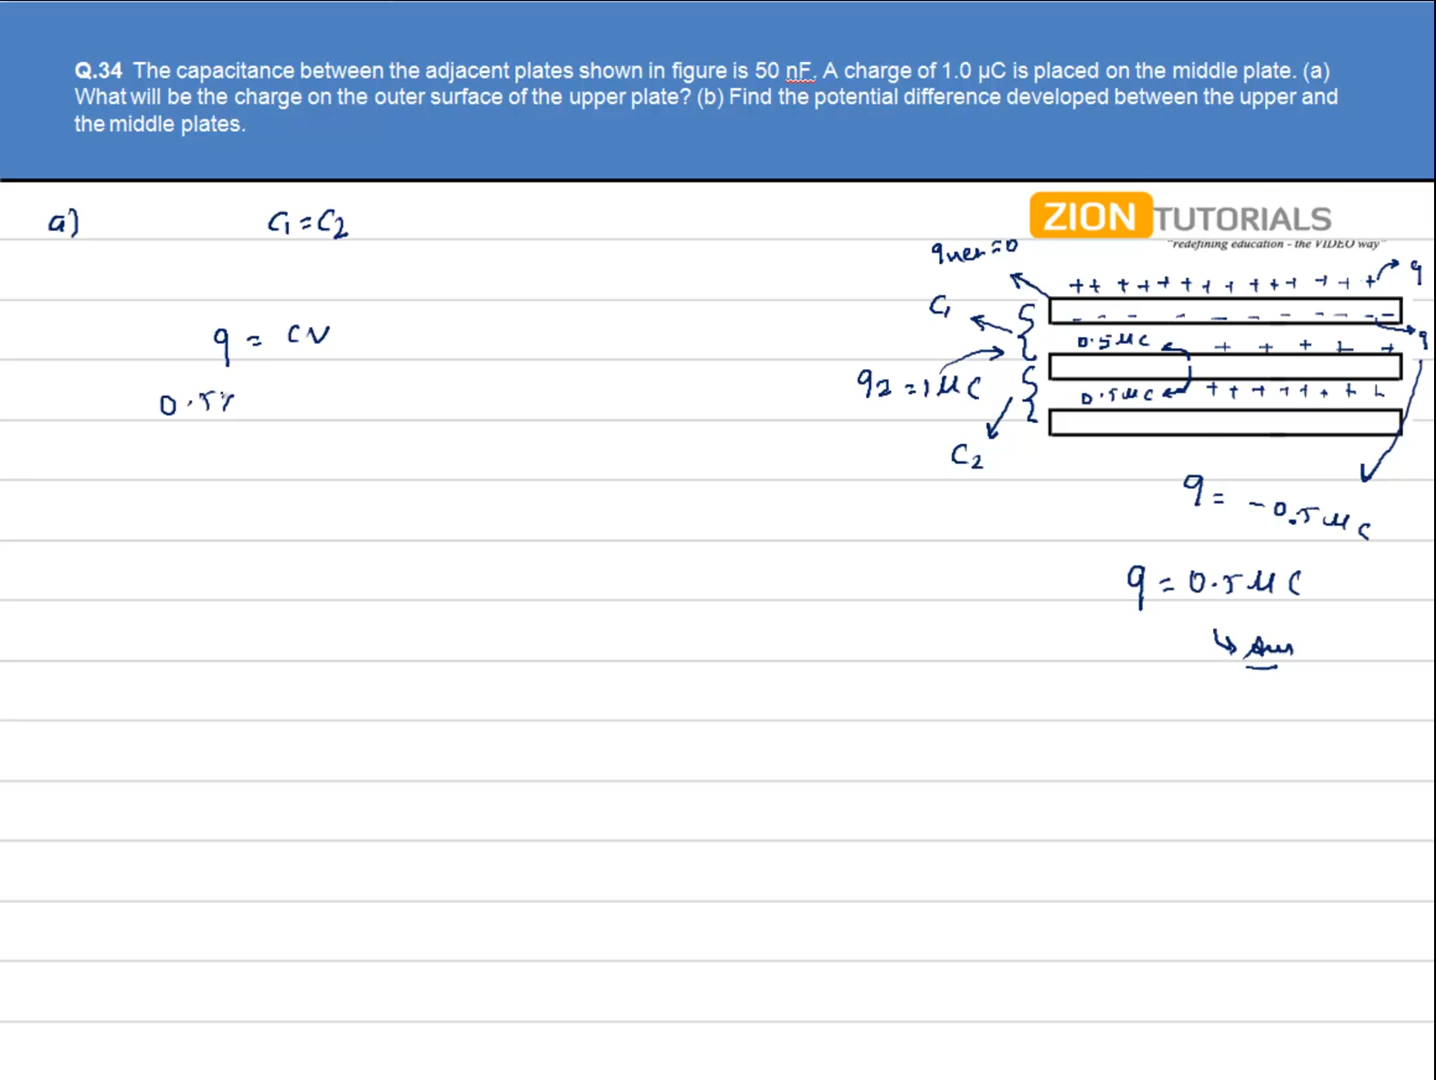 Q.34 The capacitance between the adjacent plates shown in figure is 50 nF. A charge of 1.0 µC is placed on the middle plate. (a)
What will be the charge on the outer surface of the upper plate? (b) Find the potential difference developed between the upper and
the middle plates.
ZION TUTORIALS
"redefining education - the VIDEO way"
a) C1 = C2
q = CV
0.5
qnet = 0
+ + + + + + + + + + + + + + q
C1
- - - - - - - - - - q
0.5 µC + + + + +
q2 = 1 µC
0.5 µC + + + + + + +
C2
q = -0.5 µC
q = 0.5 µC
Ans